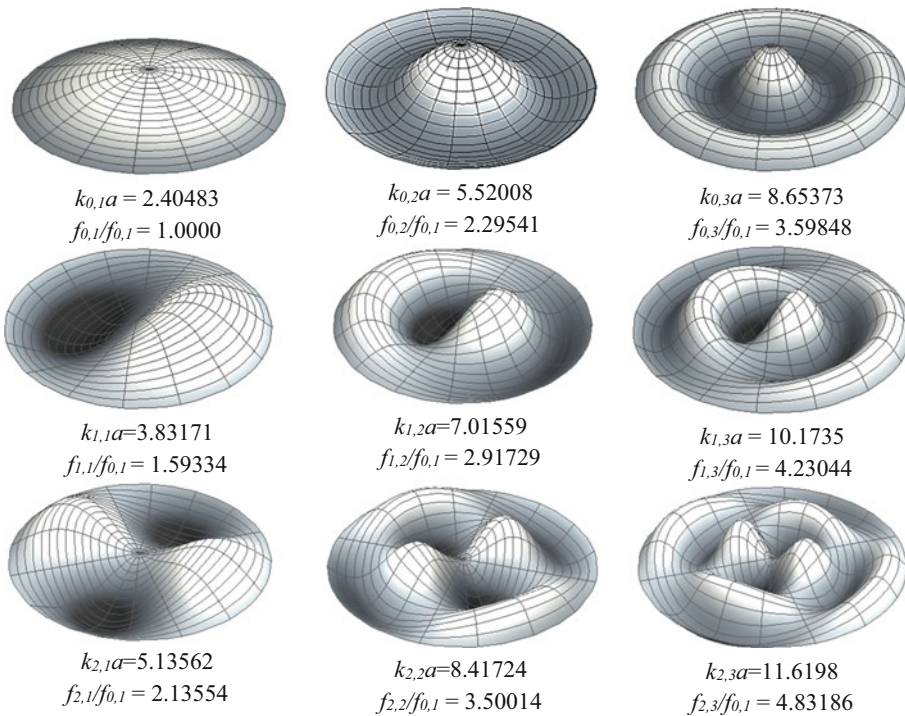 k0,1a = 2.40483
f0,1/f0,1 = 1.0000
k0,2a = 5.52008
f0,2/f0,1 = 2.29541
k0,3a = 8.65373
f0,3/f0,1 = 3.59848
k1,1a=3.83171
f1,1/f0,1 = 1.59334
k1,2a=7.01559
f1,2/f0,1 = 2.91729
k1,3a = 10.1735
f1,3/f0,1 = 4.23044
k2,1a=5.13562
f2,1/f0,1 = 2.13554
k2,2a=8.41724
f2,2/f0,1 = 3.50014
k2,3a=11.6198
f2,3/f0,1 = 4.83186